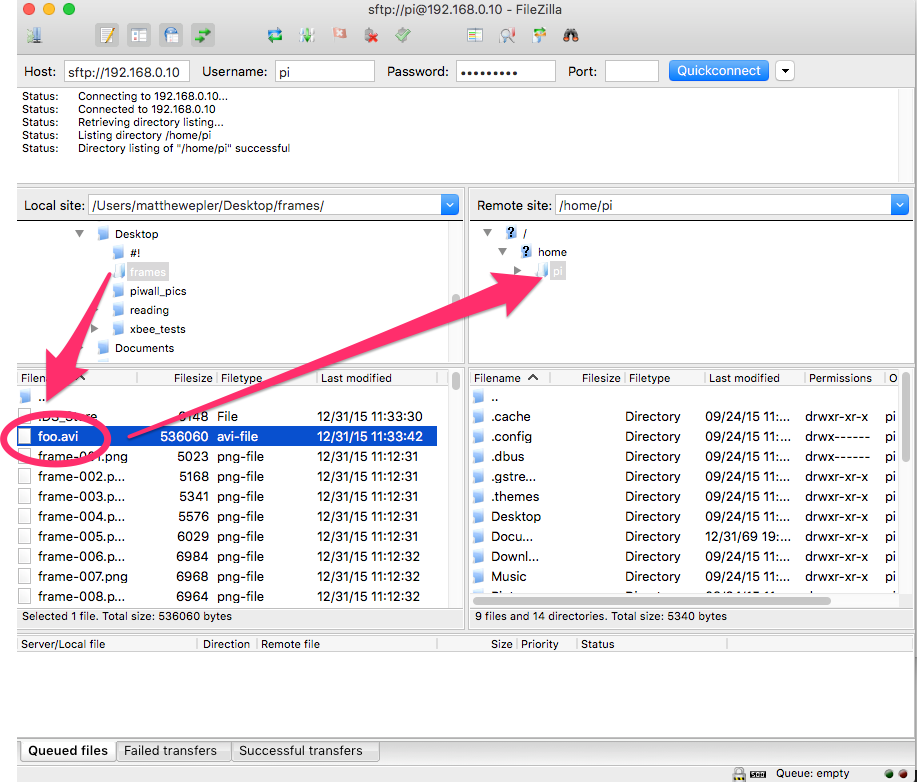 sftp://pi@192.168.0.10 - FileZilla
Host: sftp://192.168.0.10 Username: pi Password: ••••••••• Port: Quickconnect
Status: Connecting to 192.168.0.10...
Status: Connected to 192.168.0.10
Status: Retrieving directory listing...
Status: Listing directory /home/pi
Status: Directory listing of "/home/pi" successful
Local site: /Users/matthewepler/Desktop/frames/
Desktop
#!
frames
piwall_pics
reading
xbee_tests
Documents
Remote site: /home/pi
/
home
pi
Filesize Filetype Last modified
..
.DS_Store 6148 File 12/31/15 11:33:30
foo.avi 536060 avi-file 12/31/15 11:33:42
frame-001.png 5023 png-file 12/31/15 11:12:31
frame-002.p... 5168 png-file 12/31/15 11:12:31
frame-003.p... 5341 png-file 12/31/15 11:12:31
frame-004.p... 5576 png-file 12/31/15 11:12:31
frame-005.p... 6029 png-file 12/31/15 11:12:31
frame-006.p... 6984 png-file 12/31/15 11:12:32
frame-007.png 6968 png-file 12/31/15 11:12:32
frame-008.p... 6964 png-file 12/31/15 11:12:32
Selected 1 file. Total size: 536060 bytes
Filename Filesize Filetype Last modified Permissions O
..
.cache Directory 09/24/15 11:... drwxr-xr-x pi
.config Directory 09/24/15 11:... drwx------ pi
.dbus Directory 09/24/15 11:... drwx------ pi
.gstre... Directory 09/24/15 11:... drwxr-xr-x pi
.themes Directory 09/24/15 11:... drwxr-xr-x pi
Desktop Directory 09/24/15 11:... drwxr-xr-x pi
Docu... Directory 12/31/69 19:... drwxr-xr-x pi
Downl... Directory 09/24/15 11:... drwxr-xr-x pi
Music Directory 09/24/15 11:... drwxr-xr-x pi
9 files and 14 directories. Total size: 5340 bytes
Server/Local file Direction Remote file Size Priority Status
Queued files Failed transfers Successful transfers
Queue: empty